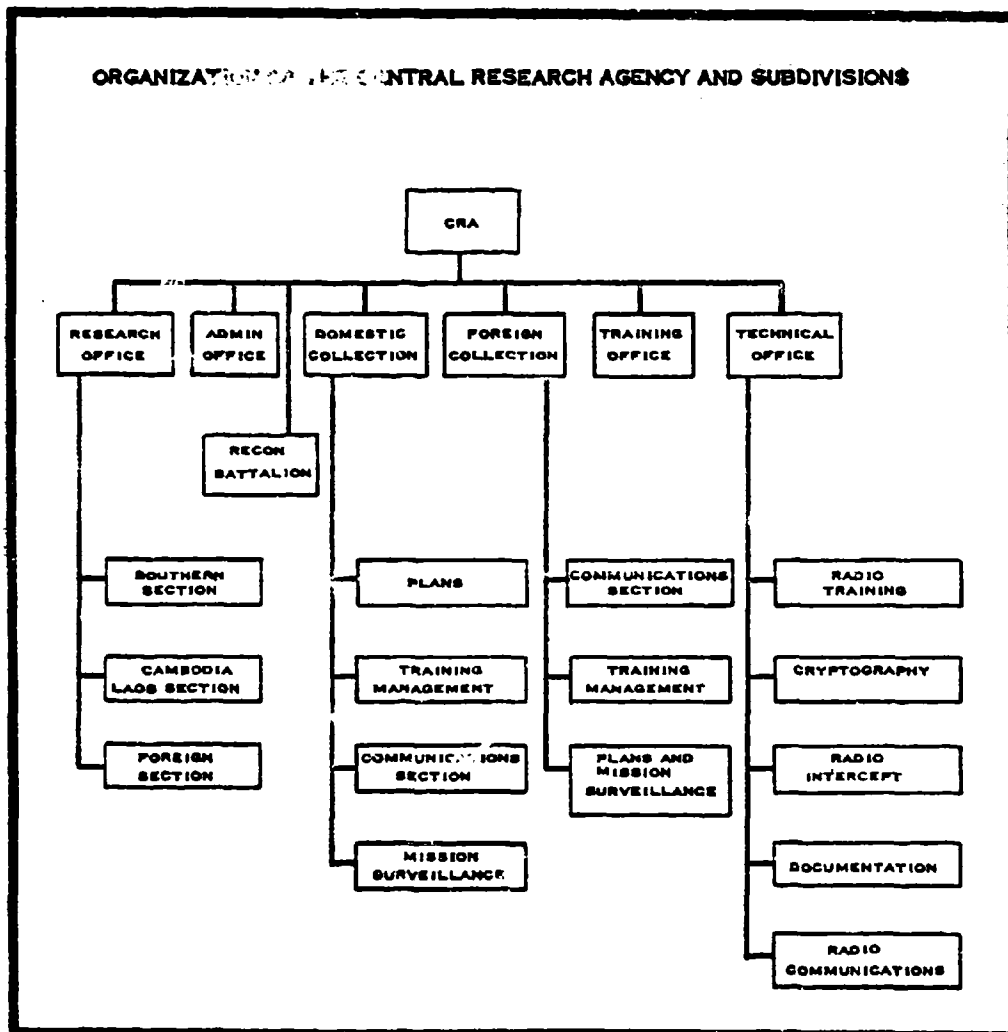 ORGANIZATION OF THE CENTRAL RESEARCH AGENCY AND SUBDIVISIONS
CRA
RESEARCH
OFFICE
ADMIN
OFFICE
DOMESTIC
COLLECTION
FOREIGN
COLLECTION
TRAINING
OFFICE
TECHNICAL
OFFICE
RECON
BATTALION
SOUTHERN
SECTION
CAMBODIA
LAOS SECTION
FOREIGN
SECTION
PLANS
TRAINING
MANAGEMENT
COMMUNICATIONS
SECTION
MISSION
SURVEILLANCE
COMMUNICATIONS
SECTION
TRAINING
MANAGEMENT
PLANS AND
MISSION
SURVEILLANCE
RADIO
TRAINING
CRYPTOGRAPHY
RADIO
INTERCEPT
DOCUMENTATION
RADIO
COMMUNICATIONS